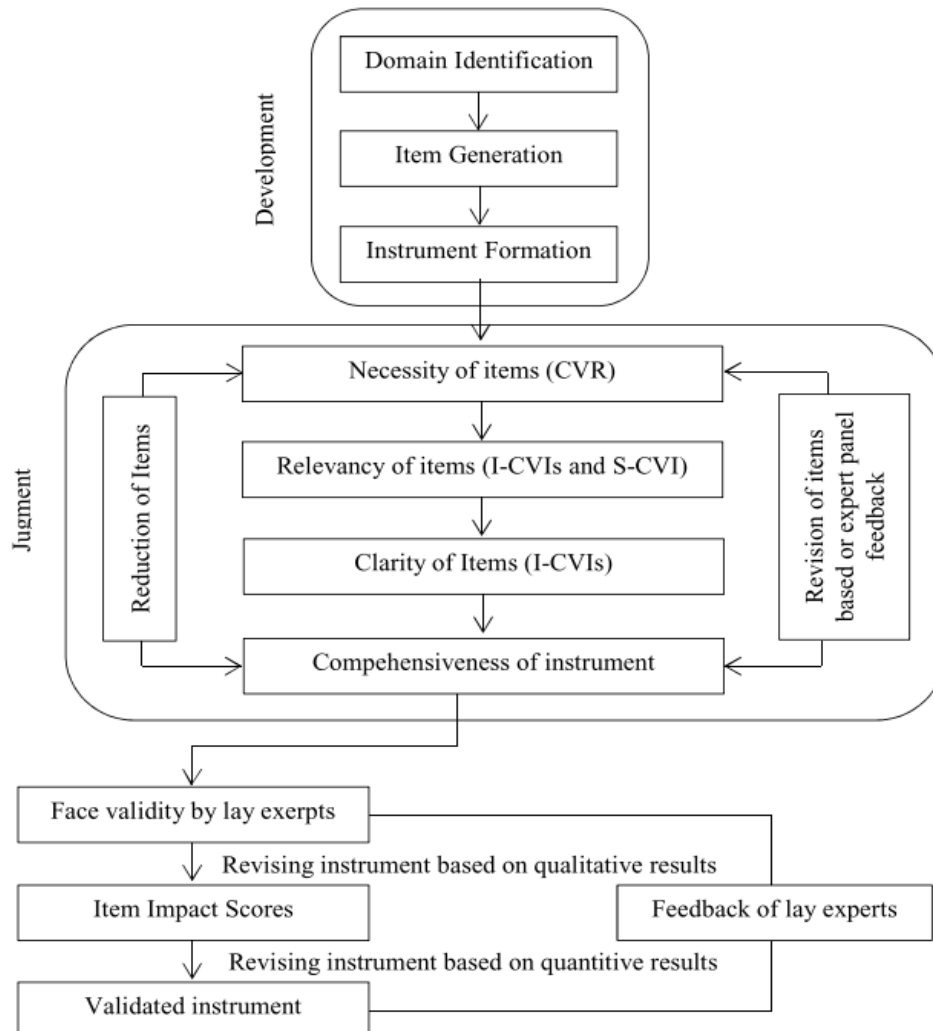 Development
Domain Identification
Item Generation
Instrument Formation
Jugment
Necessity of items (CVR)
Reduction of Items
Relevancy of items (I-CVIs and S-CVI)
Revision of items
based or expert panel
feedback
Clarity of Items (I-CVIs)
Compehensiveness of instrument
Face validity by lay exerpts
Revising instrument based on qualitative results
Item Impact Scores
Feedback of lay experts
Revising instrument based on quantitive results
Validated instrument